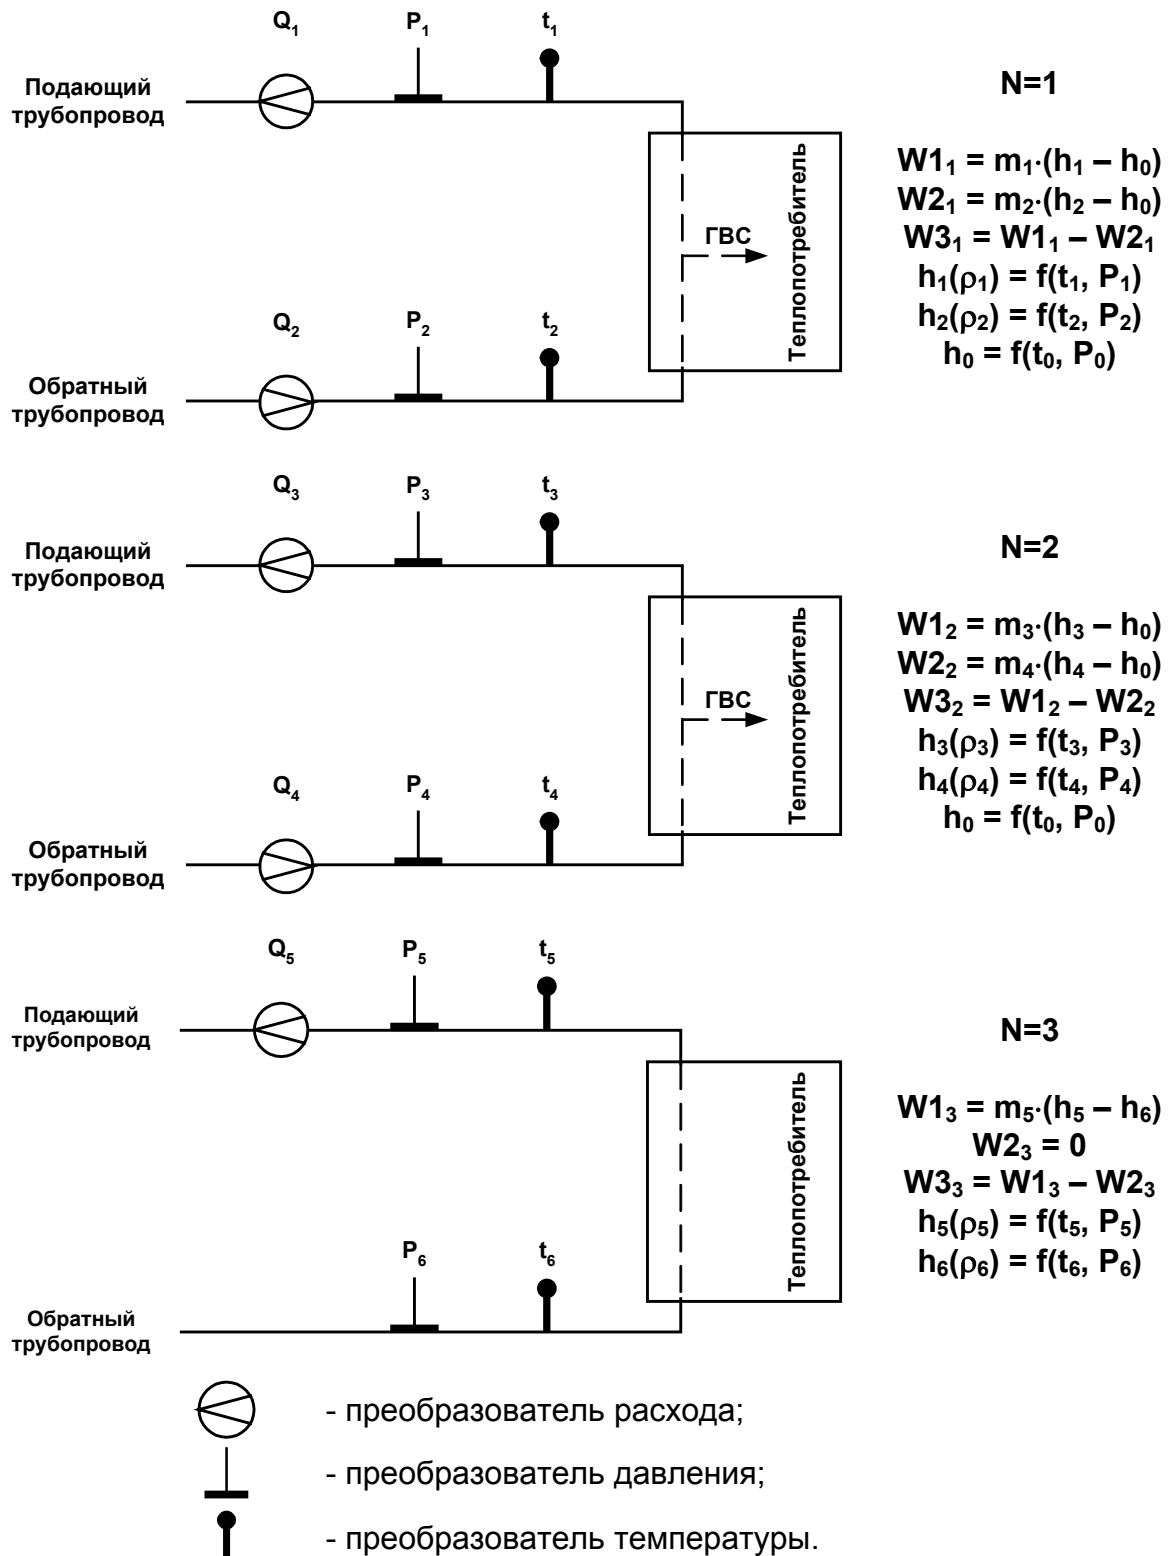 Q₁ P₁ t₁
Подающий
трубопровод
N=1
W1₁ = m₁·(h₁ – h₀)
W2₁ = m₂·(h₂ – h₀)
W3₁ = W1₁ – W2₁
h₁(ρ₁) = f(t₁, P₁)
h₂(ρ₂) = f(t₂, P₂)
h₀ = f(t₀, P₀)
ГВС
Теплопотребитель
Q₂ P₂ t₂
Обратный
трубопровод
Q₃ P₃ t₃
Подающий
трубопровод
N=2
W1₂ = m₃·(h₃ – h₀)
W2₂ = m₄·(h₄ – h₀)
W3₂ = W1₂ – W2₂
h₃(ρ₃) = f(t₃, P₃)
h₄(ρ₄) = f(t₄, P₄)
h₀ = f(t₀, P₀)
ГВС
Теплопотребитель
Q₄ P₄ t₄
Обратный
трубопровод
Q₅ P₅ t₅
Подающий
трубопровод
N=3
W1₃ = m₅·(h₅ – h₆)
W2₃ = 0
W3₃ = W1₃ – W2₃
h₅(ρ₅) = f(t₅, P₅)
h₆(ρ₆) = f(t₆, P₆)
Теплопотребитель
P₆ t₆
Обратный
трубопровод
- преобразователь расхода;
- преобразователь давления;
- преобразователь температуры.